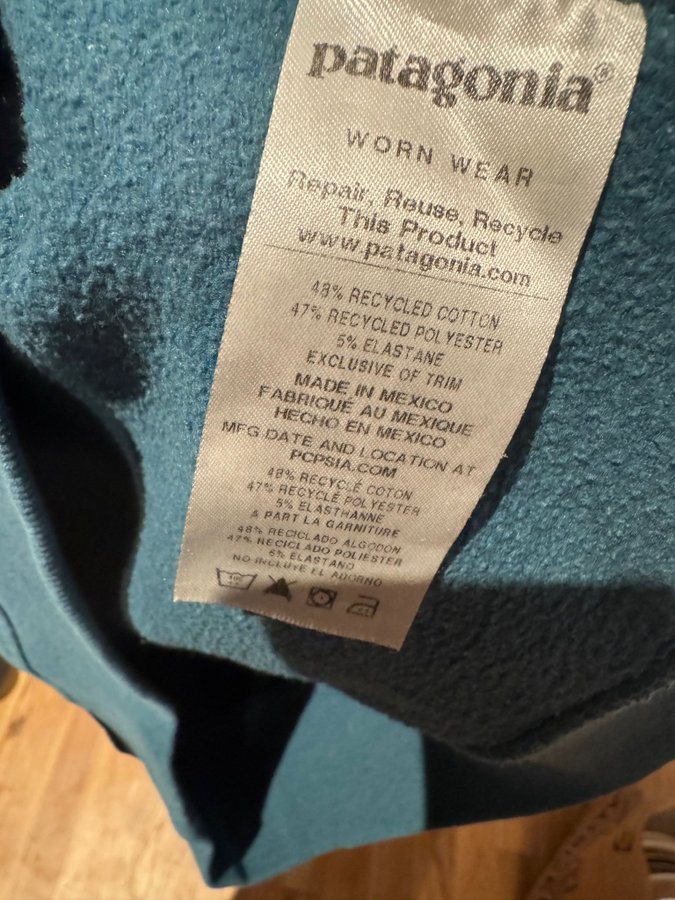 patagonia®
WORN WEAR
Repair, Reuse, Recycle
This Product
www.patagonia.com
48% RECYCLED COTTON
47% RECYCLED POLYESTER
5% ELASTANE
EXCLUSIVE OF TRIM
MADE IN MEXICO
FABRIQUÉ AU MEXIQUE
HECHO EN MEXICO
MFG DATE AND LOCATION AT
PCPSIA.COM
48% RECYCLÉ COTON
47% RECYCLÉ POLYESTER
5% ELASTHANNE
À PART LA GARNITURE
48% RECICLADO ALGODON
47% RECICLADO POLIESTER
5% ELASTANO
NO INCLUYE EL ADORNO